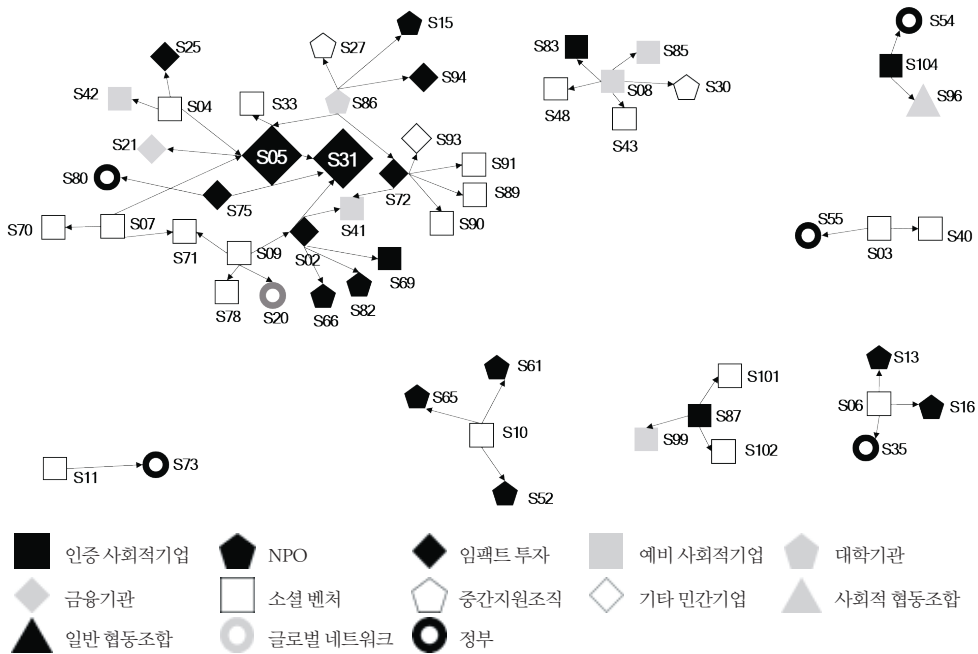 S15
S54
S25
S27
S83
S85
S94
S104
S42
S04
S33
S86
S08
S30
S96
S48
S43
S21
S05
S31
S93
S91
S80
S72
S89
S75
S90
S70
S07
S41
S55
S71
S09
S02
S03
S40
S69
S78
S20
S66
S82
S61
S13
S65
S101
S06
S16
S10
S87
S99
S102
S35
S11
S73
S52
인증 사회적기업 NPO 임팩트 투자 예비 사회적기업 대학기관
금융기관 소셜 벤처 중간지원조직 기타 민간기업 사회적 협동조합
일반 협동조합 글로벌 네트워크 정부